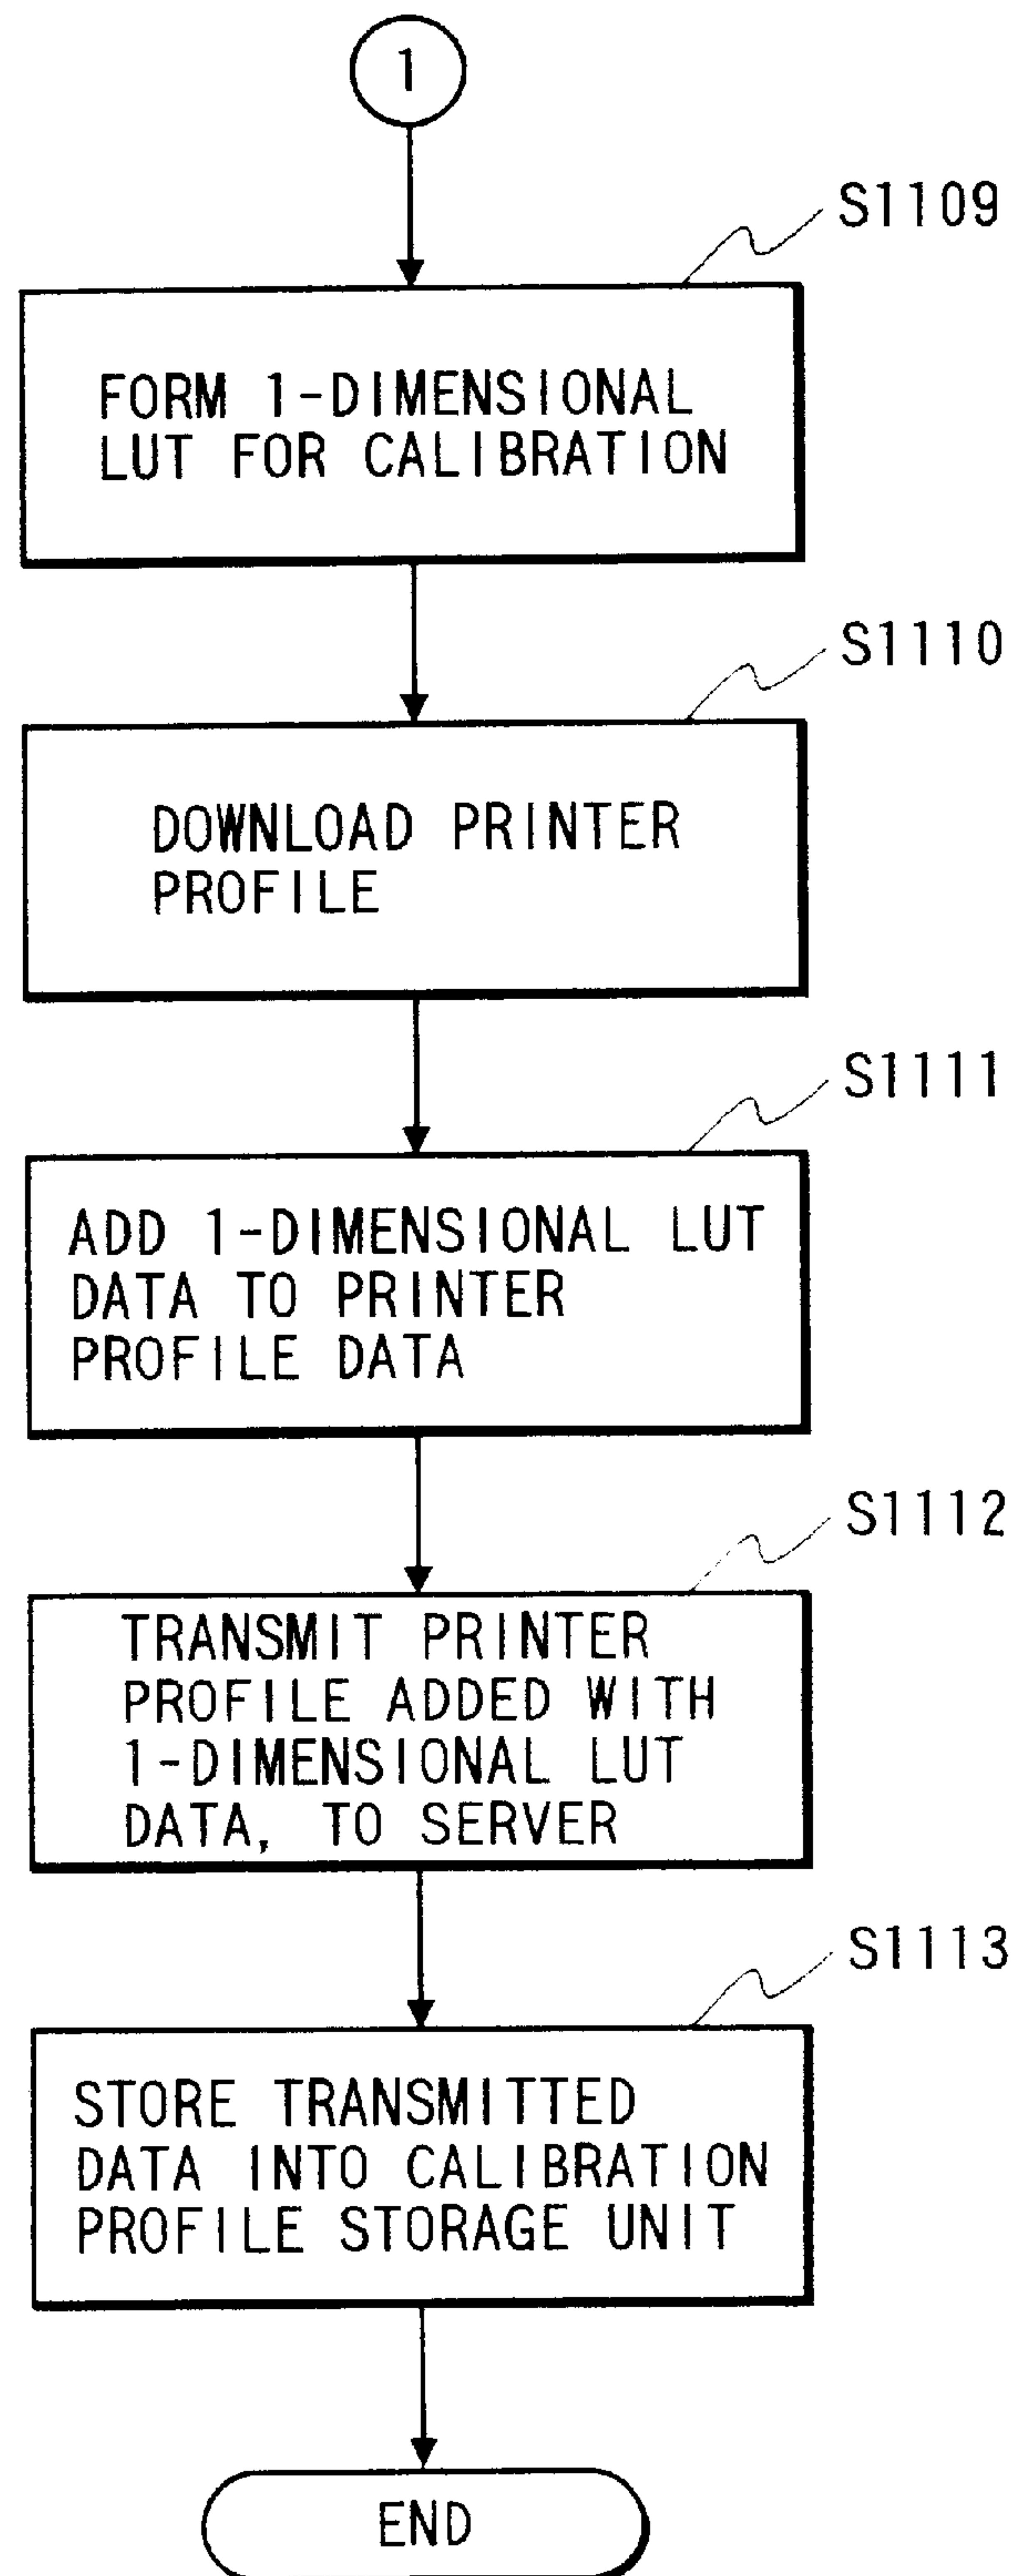 1
S1109
FORM 1-DIMENSIONAL
LUT FOR CALIBRATION
S1110
DOWNLOAD PRINTER
PROFILE
S1111
ADD 1-DIMENSIONAL LUT
DATA TO PRINTER
PROFILE DATA
S1112
TRANSMIT PRINTER
PROFILE ADDED WITH
1-DIMENSIONAL LUT
DATA, TO SERVER
S1113
STORE TRANSMITTED
DATA INTO CALIBRATION
PROFILE STORAGE UNIT
END